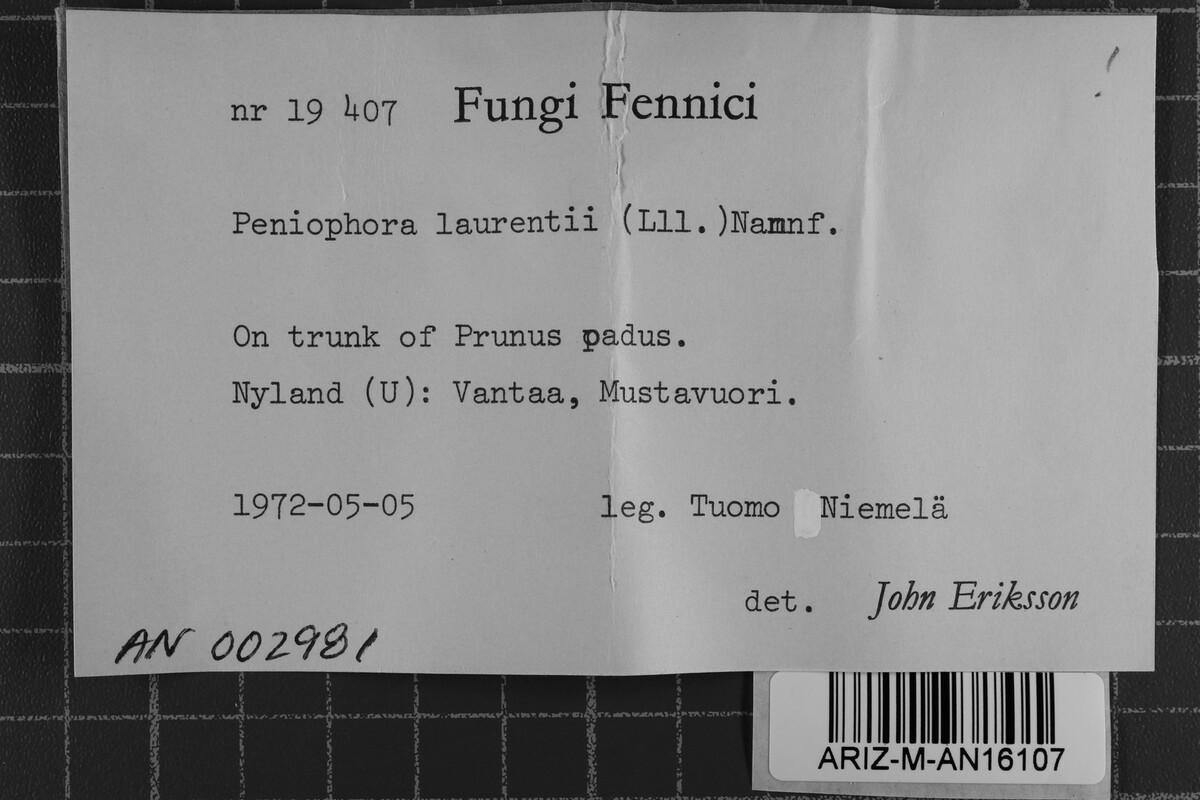 nr 19 407 Fungi Fennici
Peniophora laurentii (Lll.)Namnf.
On trunk of Prunus padus.
Nyland (U): Vantaa, Mustavuori.
1972-05-05 leg. Tuomo Niemelä
det. John Eriksson
AN 002981
ARIZ-M-AN16107